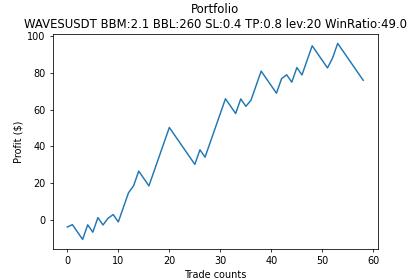 Portfolio
WAVESUSDT BBM:2.1 BBL:260 SL:0.4 TP:0.8 lev:20 WinRatio:49.0
100
80
60
40
20
0
Profit ($)
0 10 20 30 40 50 60
Trade counts